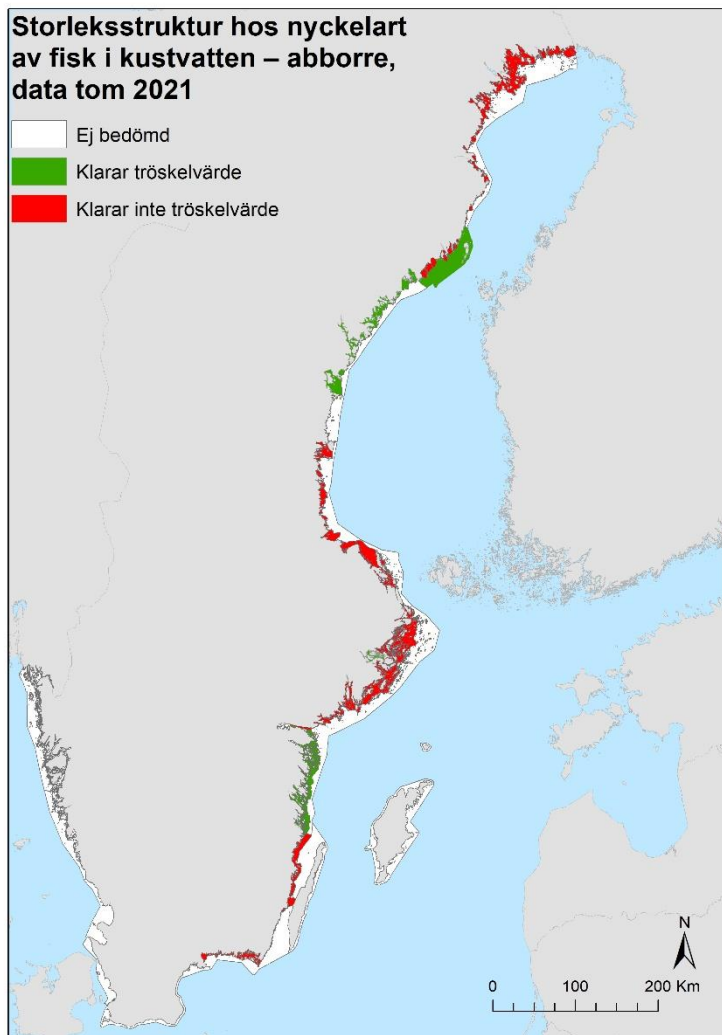 Storleksstruktur hos nyckelart
av fisk i kustvatten – abborre,
data tom 2021
Ej bedömd
Klarar tröskelvärde
Klarar inte tröskelvärde
N
0 100 200 Km